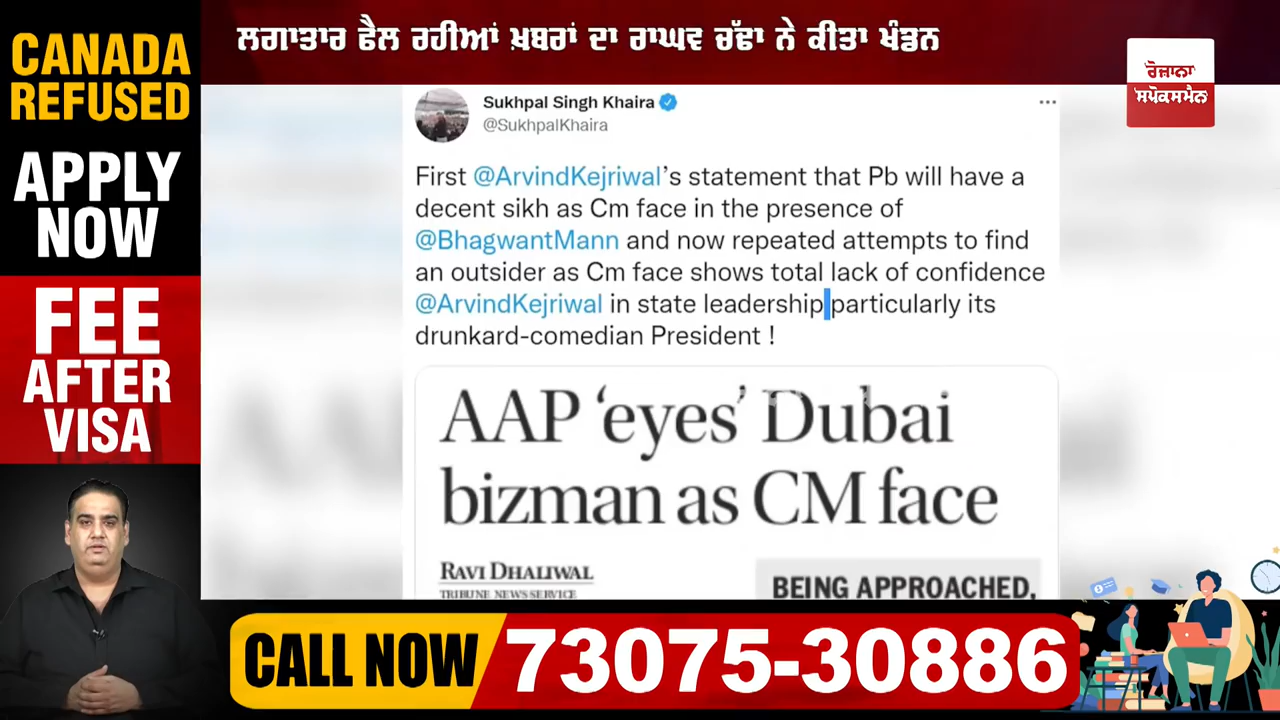 ਲਗਾਤਾਰ ਫੈਲ ਰਹੀਆਂ ਖ਼ਬਰਾਂ ਦਾ ਰਾਘਵ ਚੱਢਾ ਨੇ ਕੀਤਾ ਖੰਡਨ
ਰੋਜ਼ਾਨਾ
ਸਪੋਕਸਮੈਨ
CANADA
REFUSED
APPLY
NOW
FEE
AFTER
VISA
Sukhpal Singh Khaira
@SukhpalKhaira
First @ArvindKejriwal's statement that Pb will have a
decent sikh as Cm face in the presence of
@BhagwantMann and now repeated attempts to find
an outsider as Cm face shows total lack of confidence
@ArvindKejriwal in state leadership particularly its
drunkard-comedian President !
AAP ‘eyes’ Dubai
bizman as CM face
RAVI DHALIWAL
TRIBUNE NEWS SERVICE
BEING APPROACHED,
CALL NOW 73075-30886